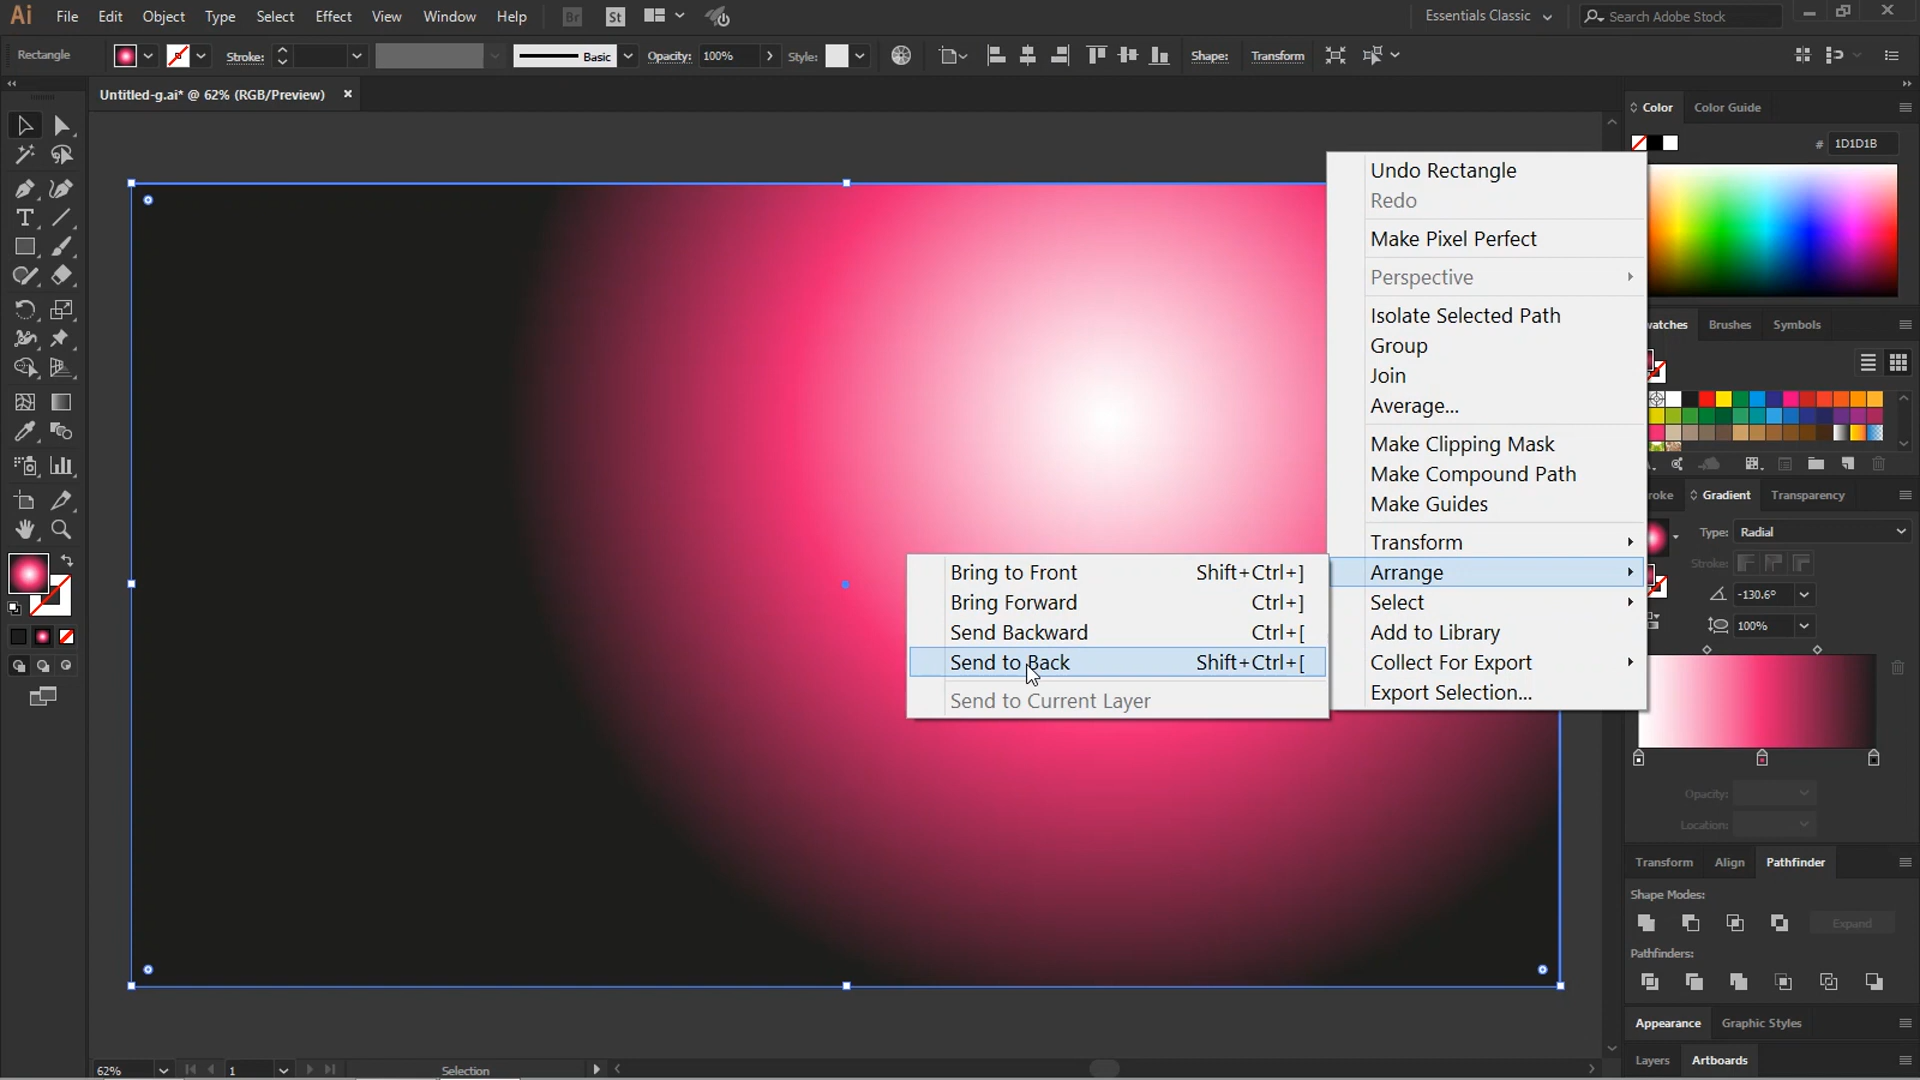 Ai File Edit Object Type Select Effect View Window Help Br St Essentials Classic Search Adobe Stock
Rectangle Stroke: Basic Opacity: 100% Style: Shape: Transform
Untitled-g.ai* @ 62% (RGB/Preview) ×
Color Color Guide
# 1D1D1B
Undo Rectangle
Redo
Make Pixel Perfect
Perspective
Isolate Selected Path
Group
Join
Average...
Make Clipping Mask
Make Compound Path
Make Guides
Transform
Arrange
Select
Add to Library
Collect For Export
Export Selection...
Bring to Front Shift+Ctrl+]
Bring Forward Ctrl+]
Send Backward Ctrl+[
Send to Back Shift+Ctrl+[
Send to Current Layer
watches Brushes Symbols
roke Gradient Transparency
Type: Radial
Stroke:
-130.6°
100%
Opacity:
Location:
Transform Align Pathfinder
Shape Modes:
Expand
Pathfinders:
Appearance Graphic Styles
Layers Artboards
62% 1 Selection